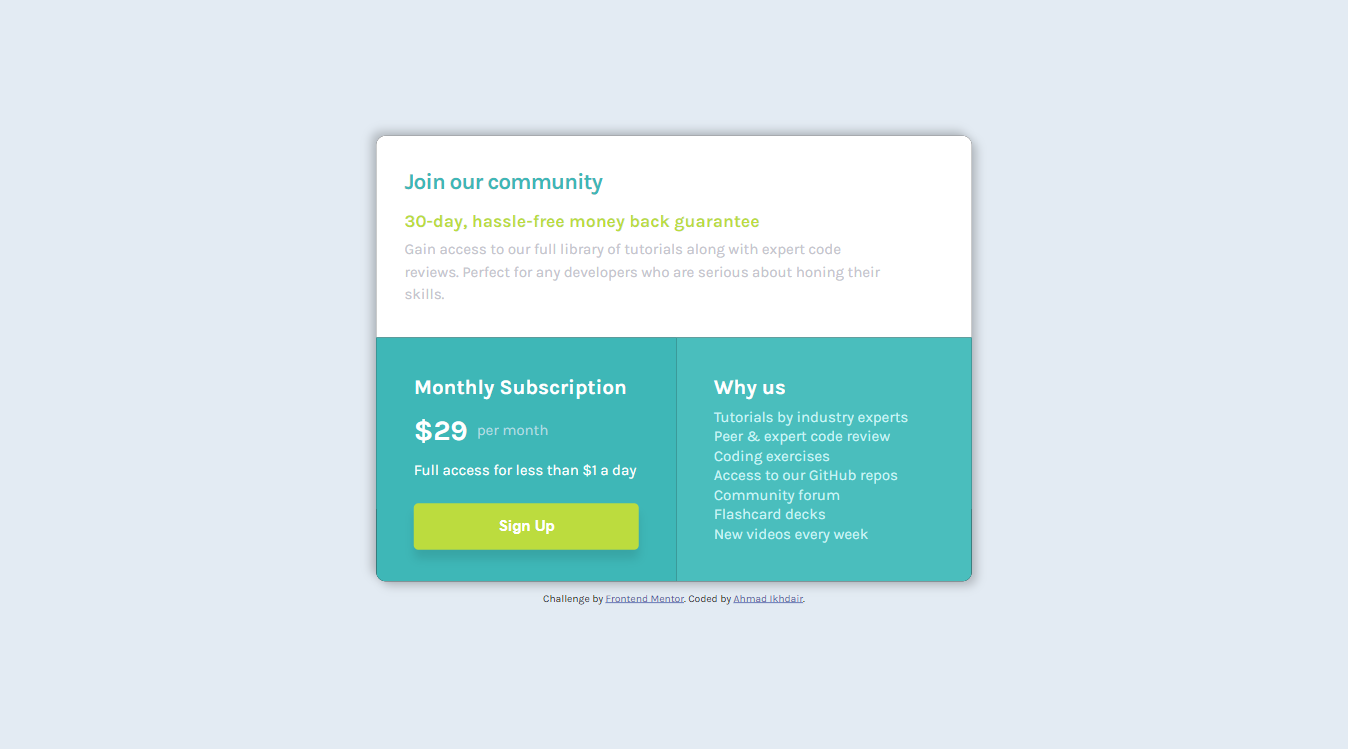 Join our community
30-day, hassle-free money back guarantee
Gain access to our full library of tutorials along with expert code
reviews. Perfect for any developers who are serious about honing their
skills.
Monthly Subscription
$29 per month
Full access for less than $1 a day
Sign Up
Why us
Tutorials by industry experts
Peer & expert code review
Coding exercises
Access to our GitHub repos
Community forum
Flashcard decks
New videos every week
Challenge by Frontend Mentor. Coded by Ahmad Ikhdair.